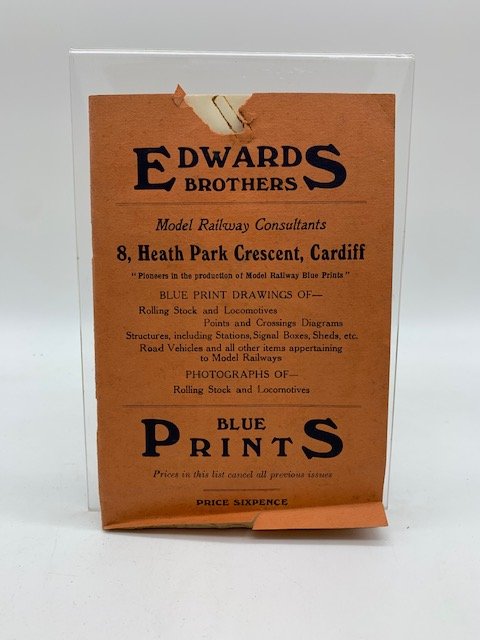 EDWARDS
BROTHERS
Model Railway Consultants
8, Heath Park Crescent, Cardiff
"Pioneers in the production of Model Railway Blue Prints"
BLUE PRINT DRAWINGS OF—
Rolling Stock and Locomotives
Points and Crossings Diagrams
Structures, including Stations, Signal Boxes, Sheds, etc.
Road Vehicles and all other items appertaining
to Model Railways
PHOTOGRAPHS OF—
Rolling Stock and Locomotives
BLUE
PRINTS
Prices in this list cancel all previous issues
PRICE SIXPENCE